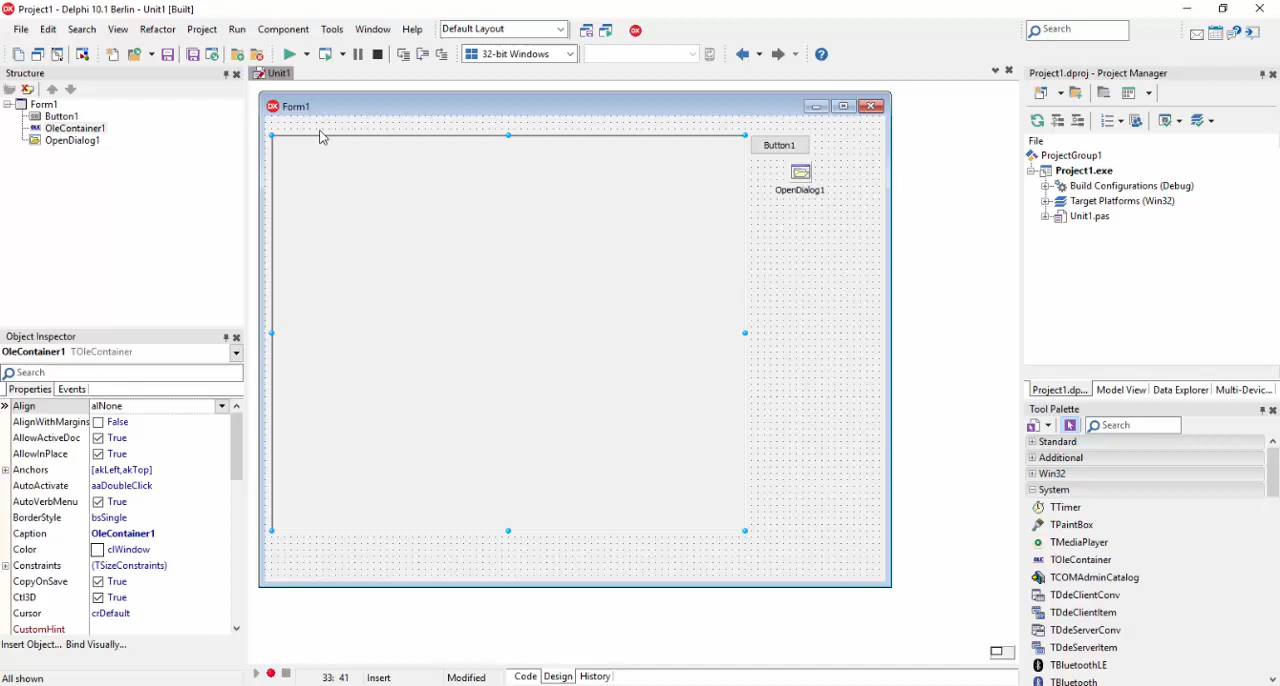 Project1 - Delphi 10.1 Berlin - Unit1 [Built]
File Edit Search View Refactor Project Run Component Tools Window Help Default Layout Search
32-bit Windows
Structure
Form1
Button1
OleContainer1
OpenDialog1
Object Inspector
OleContainer1 TOleContainer
Search
Properties Events
Align alNone
AlignWithMargins False
AllowActiveDoc True
AllowInPlace True
Anchors [akLeft,akTop]
AutoActivate aaDoubleClick
AutoVerbMenu True
BorderStyle bsSingle
Caption OleContainer1
Color clWindow
Constraints (TSizeConstraints)
CopyOnSave True
Ctl3D True
Cursor crDefault
CustomHint
Insert Object... Bind Visually...
All shown
Unit1
Form1
Button1
OpenDialog1
33: 41 Insert Modified Code Design History
Project1.dproj - Project Manager
File
ProjectGroup1
Project1.exe
Build Configurations (Debug)
Target Platforms (Win32)
Unit1.pas
Project1.dp... Model View Data Explorer Multi-Devic...
Tool Palette
Search
Standard
Additional
Win32
System
TTimer
TPaintBox
TMediaPlayer
TOleContainer
TCOMAdminCatalog
TDdeClientConv
TDdeClientItem
TDdeServerConv
TDdeServerItem
TBluetoothLE
TBluetooth